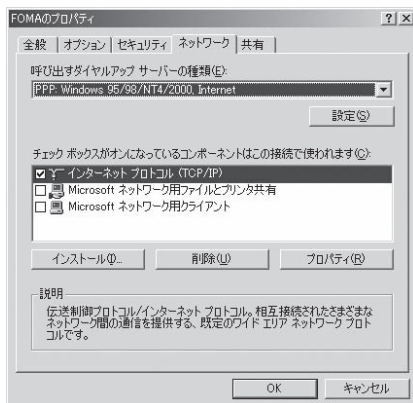 FOMAのプロパティ
全般 オプション セキュリティ ネットワーク 共有
呼び出すダイヤルアップ サーバーの種類(E):
PPP: Windows 95/98/NT4/2000, Internet
設定(S)
チェック ボックスがオンになっているコンポーネントはこの接続で使われます(C):
インターネット プロトコル (TCP/IP)
Microsoft ネットワーク用ファイルとプリンタ共有
Microsoft ネットワーク用クライアント
インストール(I)... 削除(U) プロパティ(R)
説明
伝送制御プロトコル/インターネット プロトコル。相互接続されたさまざまな
ネットワーク間の通信を提供する、既定のワイド エリア ネットワーク プロト
コルです。
OK キャンセル